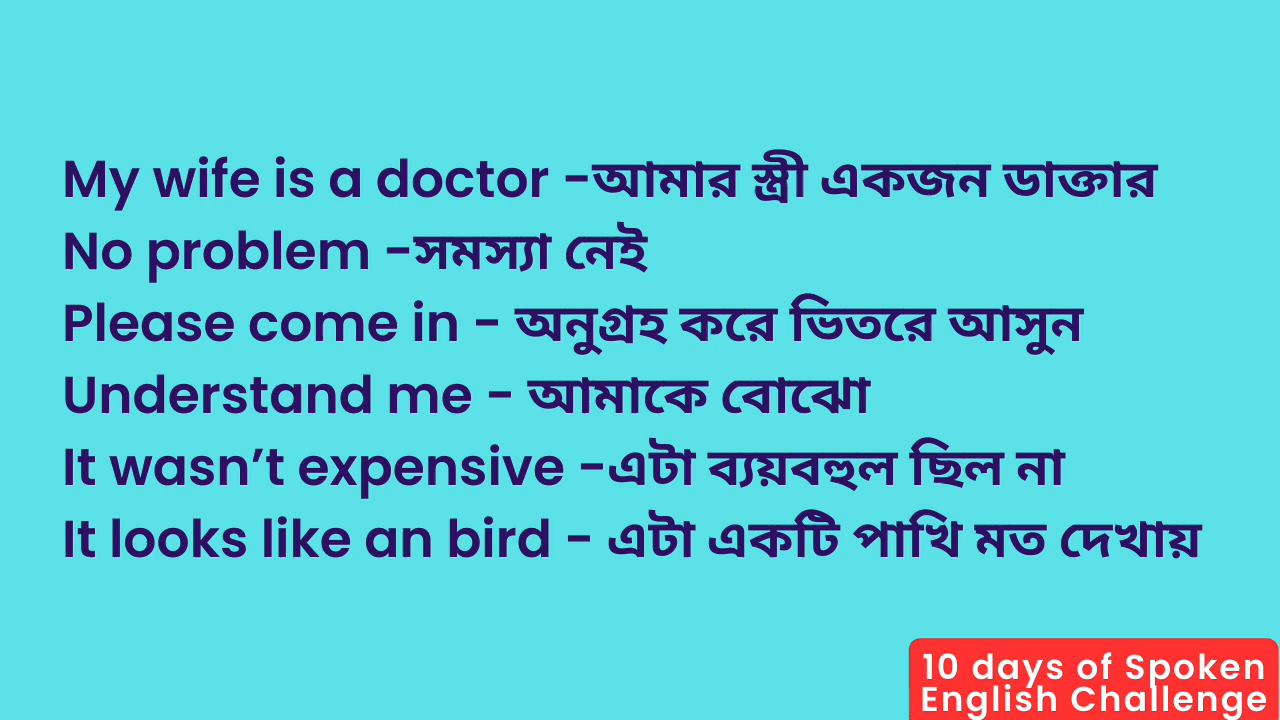 My wife is a doctor -আমার স্ত্রী একজন ডাক্তার
No problem -সমস্যা নেই
Please come in - অনুগ্রহ করে ভিতরে আসুন
Understand me - আমাকে বোঝো
It wasn’t expensive -এটা ব্যয়বহুল ছিল না
It looks like an bird - এটা একটি পাখি মত দেখায়
10 days of Spoken
English Challenge